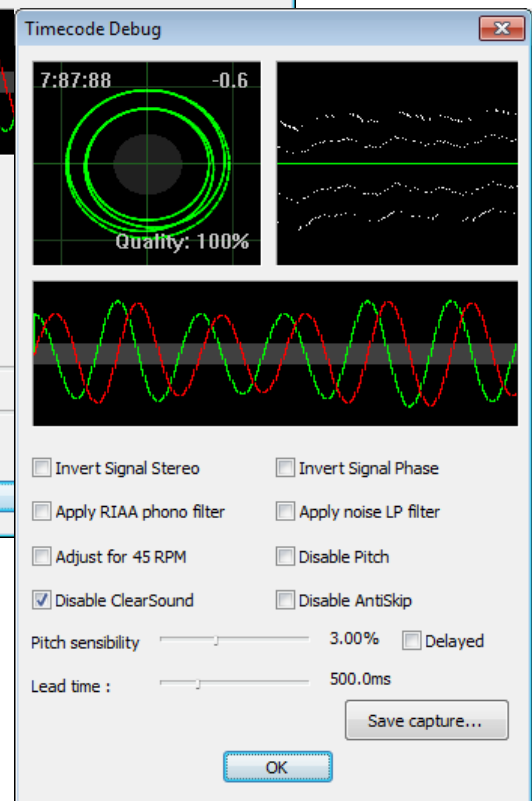 Timecode Debug
7:87:88 -0.6
Quality: 100%
Invert Signal Stereo Invert Signal Phase
Apply RIAA phono filter Apply noise LP filter
Adjust for 45 RPM Disable Pitch
Disable ClearSound Disable AntiSkip
Pitch sensibility 3.00% Delayed
Lead time : 500.0ms
Save capture...
OK